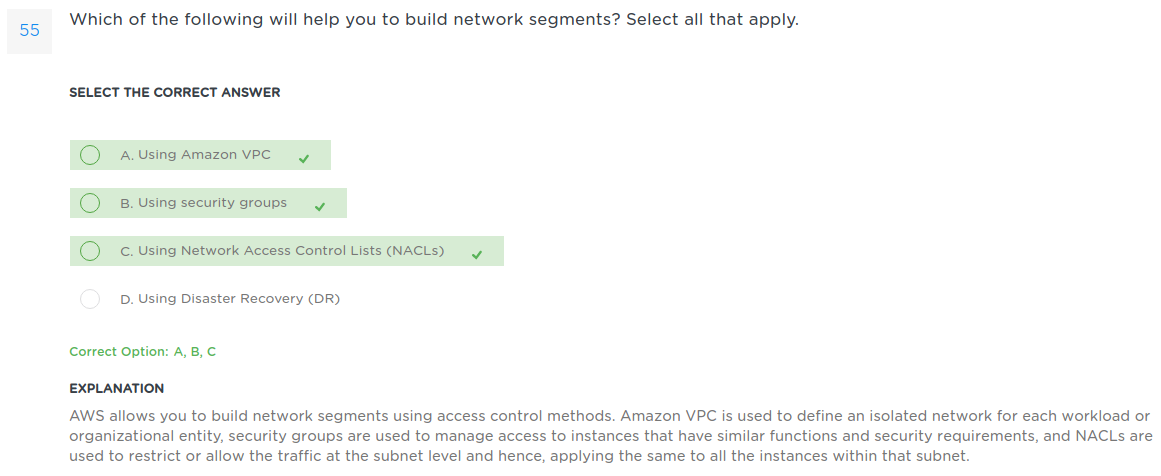 55
Which of the following will help you to build network segments? Select all that apply.
SELECT THE CORRECT ANSWER
A. Using Amazon VPC
B. Using security groups
C. Using Network Access Control Lists (NACLs)
D. Using Disaster Recovery (DR)
Correct Option: A, B, C
EXPLANATION
AWS allows you to build network segments using access control methods. Amazon VPC is used to define an isolated network for each workload or
organizational entity, security groups are used to manage access to instances that have similar functions and security requirements, and NACLs are
used to restrict or allow the traffic at the subnet level and hence, applying the same to all the instances within that subnet.